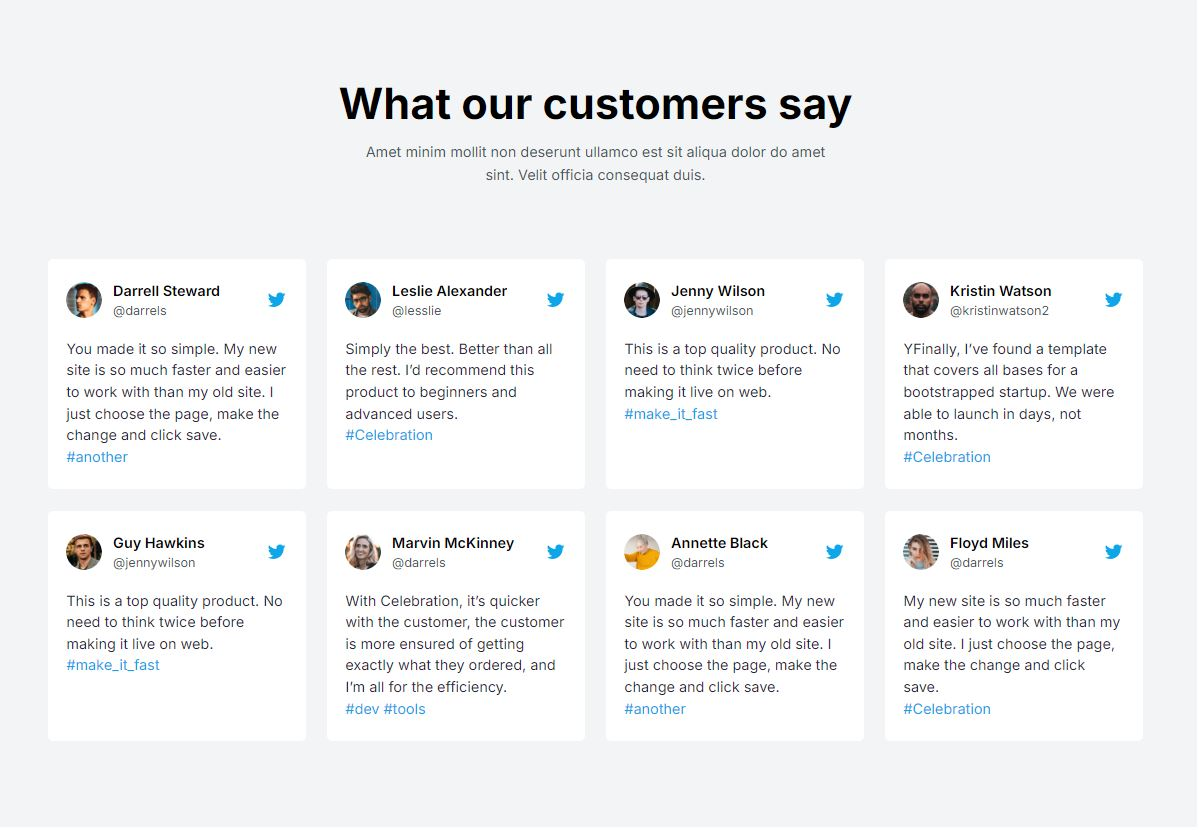 What our customers say
Amet minim mollit non deserunt ullamco est sit aliqua dolor do amet
sint. Velit officia consequat duis.
Darrell Steward
@darrels
You made it so simple. My new
site is so much faster and easier
to work with than my old site. I
just choose the page, make the
change and click save.
#another
Leslie Alexander
@lesslie
Simply the best. Better than all
the rest. I’d recommend this
product to beginners and
advanced users.
#Celebration
Jenny Wilson
@jennywilson
This is a top quality product. No
need to think twice before
making it live on web.
#make_it_fast
Kristin Watson
@kristinwatson2
YFinally, I’ve found a template
that covers all bases for a
bootstrapped startup. We were
able to launch in days, not
months.
#Celebration
Guy Hawkins
@jennywilson
This is a top quality product. No
need to think twice before
making it live on web.
#make_it_fast
Marvin McKinney
@darrels
With Celebration, it’s quicker
with the customer, the customer
is more ensured of getting
exactly what they ordered, and
I’m all for the efficiency.
#dev #tools
Annette Black
@darrels
You made it so simple. My new
site is so much faster and easier
to work with than my old site. I
just choose the page, make the
change and click save.
#another
Floyd Miles
@darrels
My new site is so much faster
and easier to work with than my
old site. I just choose the page,
make the change and click
save.
#Celebration